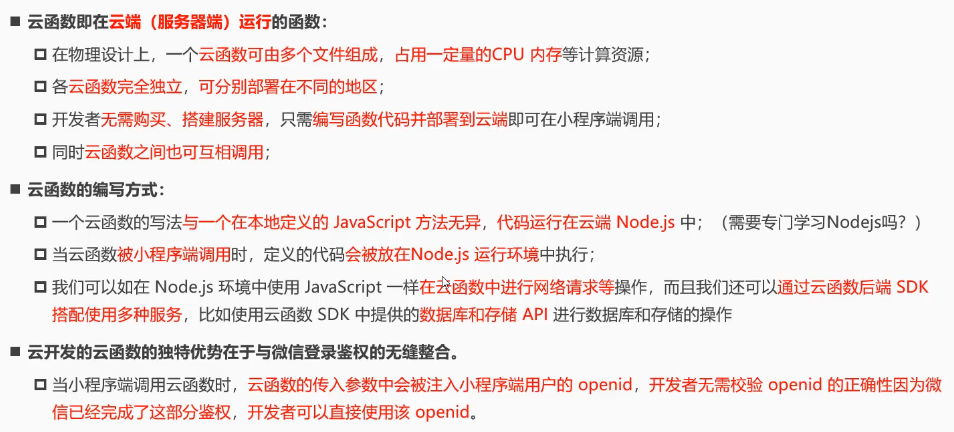 ■ 云函数即在云端（服务器端）运行的函数：
❑ 在物理设计上，一个云函数可由多个文件组成，占用一定量的CPU 内存等计算资源；
❑ 各云函数完全独立，可分别部署在不同的地区；
❑ 开发者无需购买、搭建服务器，只需编写函数代码并部署到云端即可在小程序端调用；
❑ 同时云函数之间也可互相调用；
■ 云函数的编写方式：
❑ 一个云函数的写法与一个在本地定义的 JavaScript 方法无异，代码运行在云端 Node.js 中；（需要专门学习Nodejs吗？）
❑ 当云函数被小程序端调用时，定义的代码会被放在Node.js 运行环境中执行；
❑ 我们可以如在 Node.js 环境中使用 JavaScript 一样在云函数中进行网络请求等操作，而且我们还可以通过云函数后端 SDK
搭配使用多种服务，比如使用云函数 SDK 中提供的数据库和存储 API 进行数据库和存储的操作
■ 云开发的云函数的独特优势在于与微信登录鉴权的无缝整合。
❑ 当小程序端调用云函数时，云函数的传入参数中会被注入小程序端用户的 openid，开发者无需校验 openid 的正确性因为微
信已经完成了这部分鉴权，开发者可以直接使用该 openid。